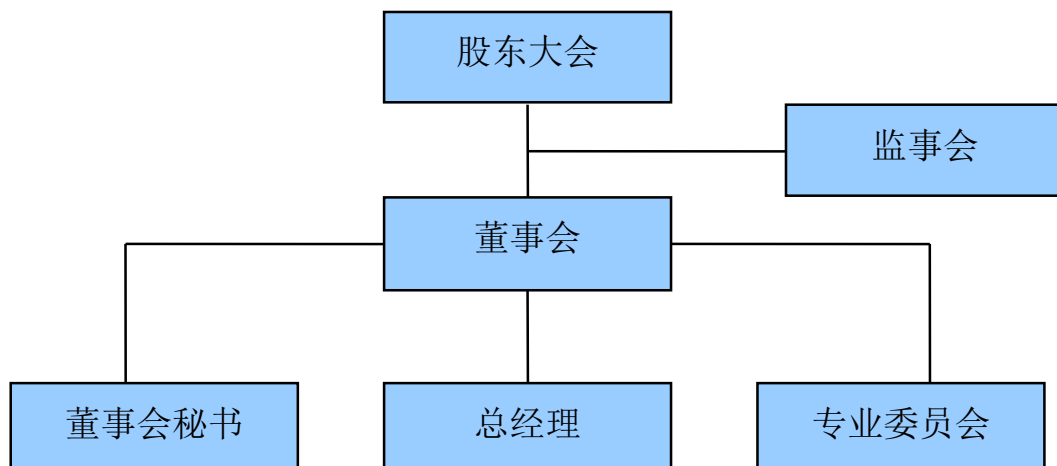 股东大会
监事会
董事会
董事会秘书
总经理
专业委员会